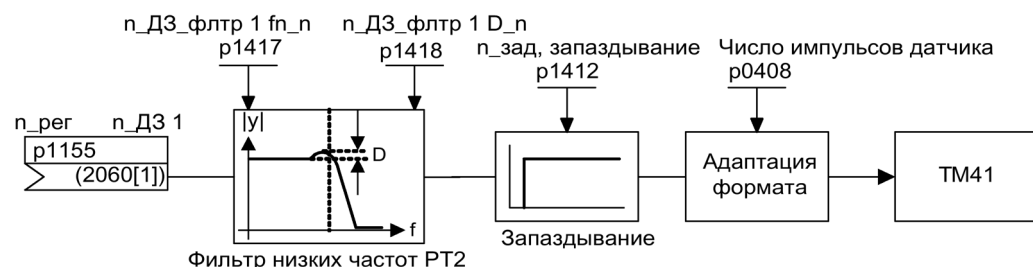 n_ДЗ_флтр 1 fn_n
p1417
n_ДЗ_флтр 1 D_n
p1418
n_зад, запаздывание
p1412
Число импульсов датчика
p0408
n_рег n_ДЗ 1
p1155
(2060[1])
|y|
D
f
Фильтр низких частот PT2
Запаздывание
Адаптация
формата
TM41